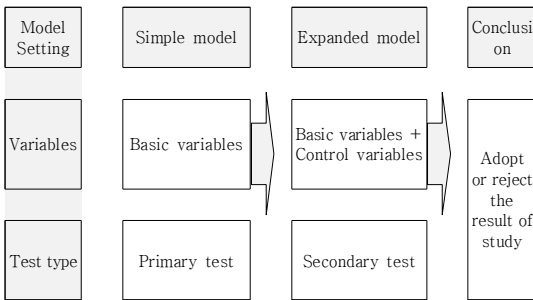 Model
Setting
Simple model
Expanded model
Conclusi
on
Variables
Basic variables
Basic variables +
Control variables
Adopt
or reject
the
result of
study
Test type
Primary test
Secondary test